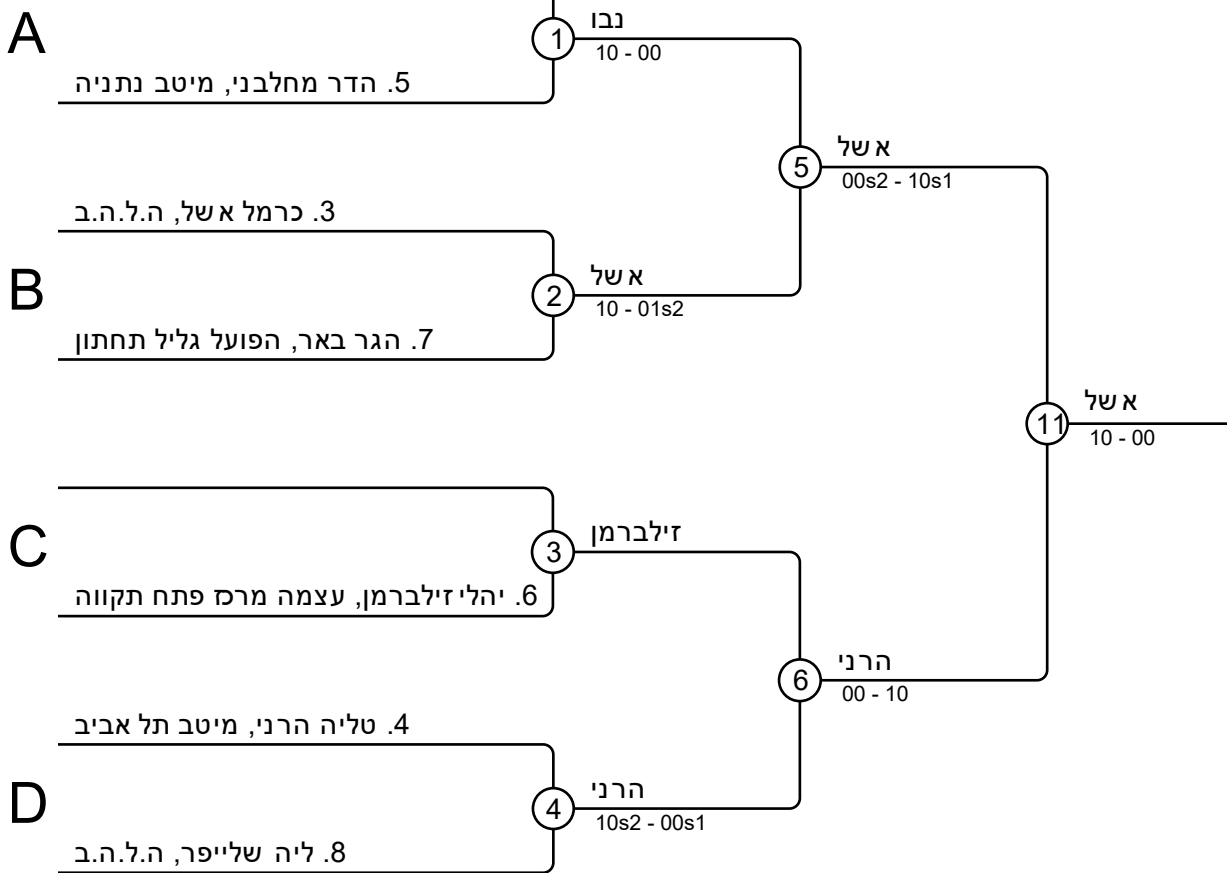 A
נבו
1
10 - 00
5. הדר מחלבני, מיטב נתניה
אשל
5
00s2 - 10s1
3. כרמל אשל, ה.ל.ה.ב
B
אשל
2
10 - 01s2
7. הגר באר, הפועל גליל תחתון
אשל
11
10 - 00
C
זילברמן
3
6. יהלי זילברמן, עצמה מרכז פתח תקווה
הרני
6
00 - 10
4. טליה הרני, מיטב תל אביב
D
הרני
4
10s2 - 00s1
8. ליה שלייפר, ה.ל.ה.ב